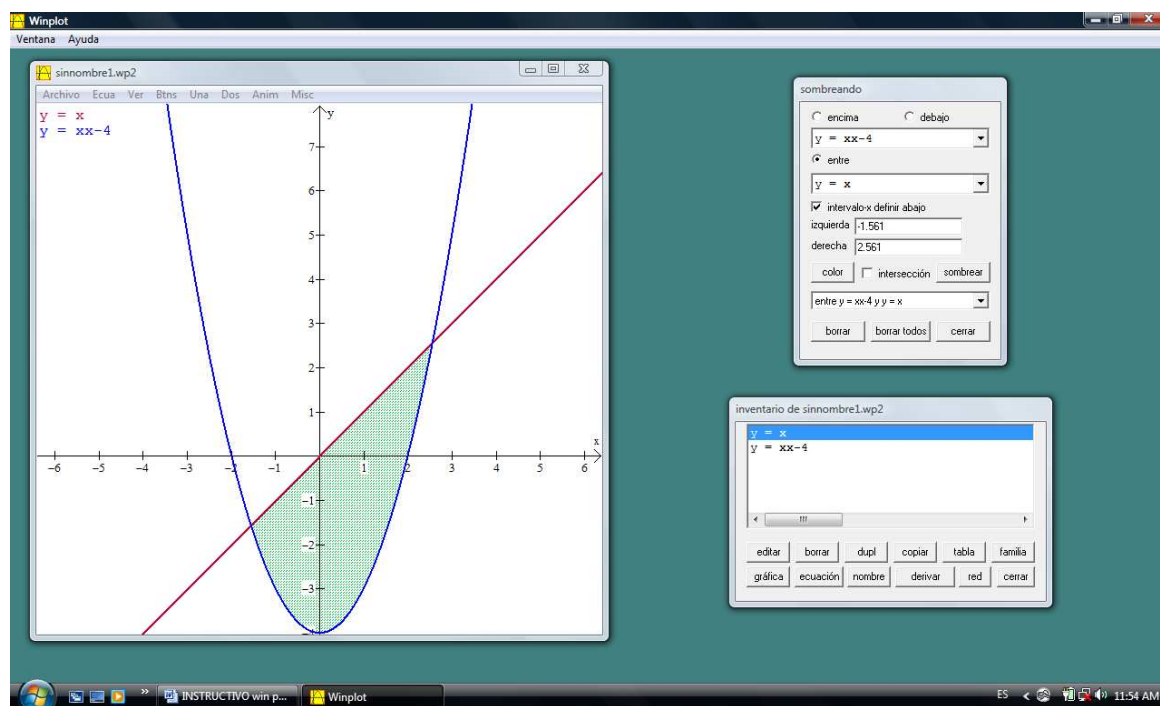 Winplot
Ventana Ayuda
sinnombre1.wp2
Archivo Ecua Ver Btns Una Dos Anim Misc
y = x
y = xx-4
y
7
6
5
4
3
2
1
x
-6 -5 -4 -3 -2 -1 1 2 3 4 5 6
-1
-2
-3
sombreando
encima debajo
y = xx-4
entre
y = x
intervalo-x definir abajo
izquierda -1.561
derecha 2.561
color intersección sombrear
entre y = xx-4 y y = x
borrar borrar todos cerrar
inventario de sinnombre1.wp2
y = x
y = xx-4
editar borrar dupl copiar tabla familia
gráfica ecuación nombre derivar red cerrar
INSTRUCTIVO win p... Winplot ES 11:54 AM